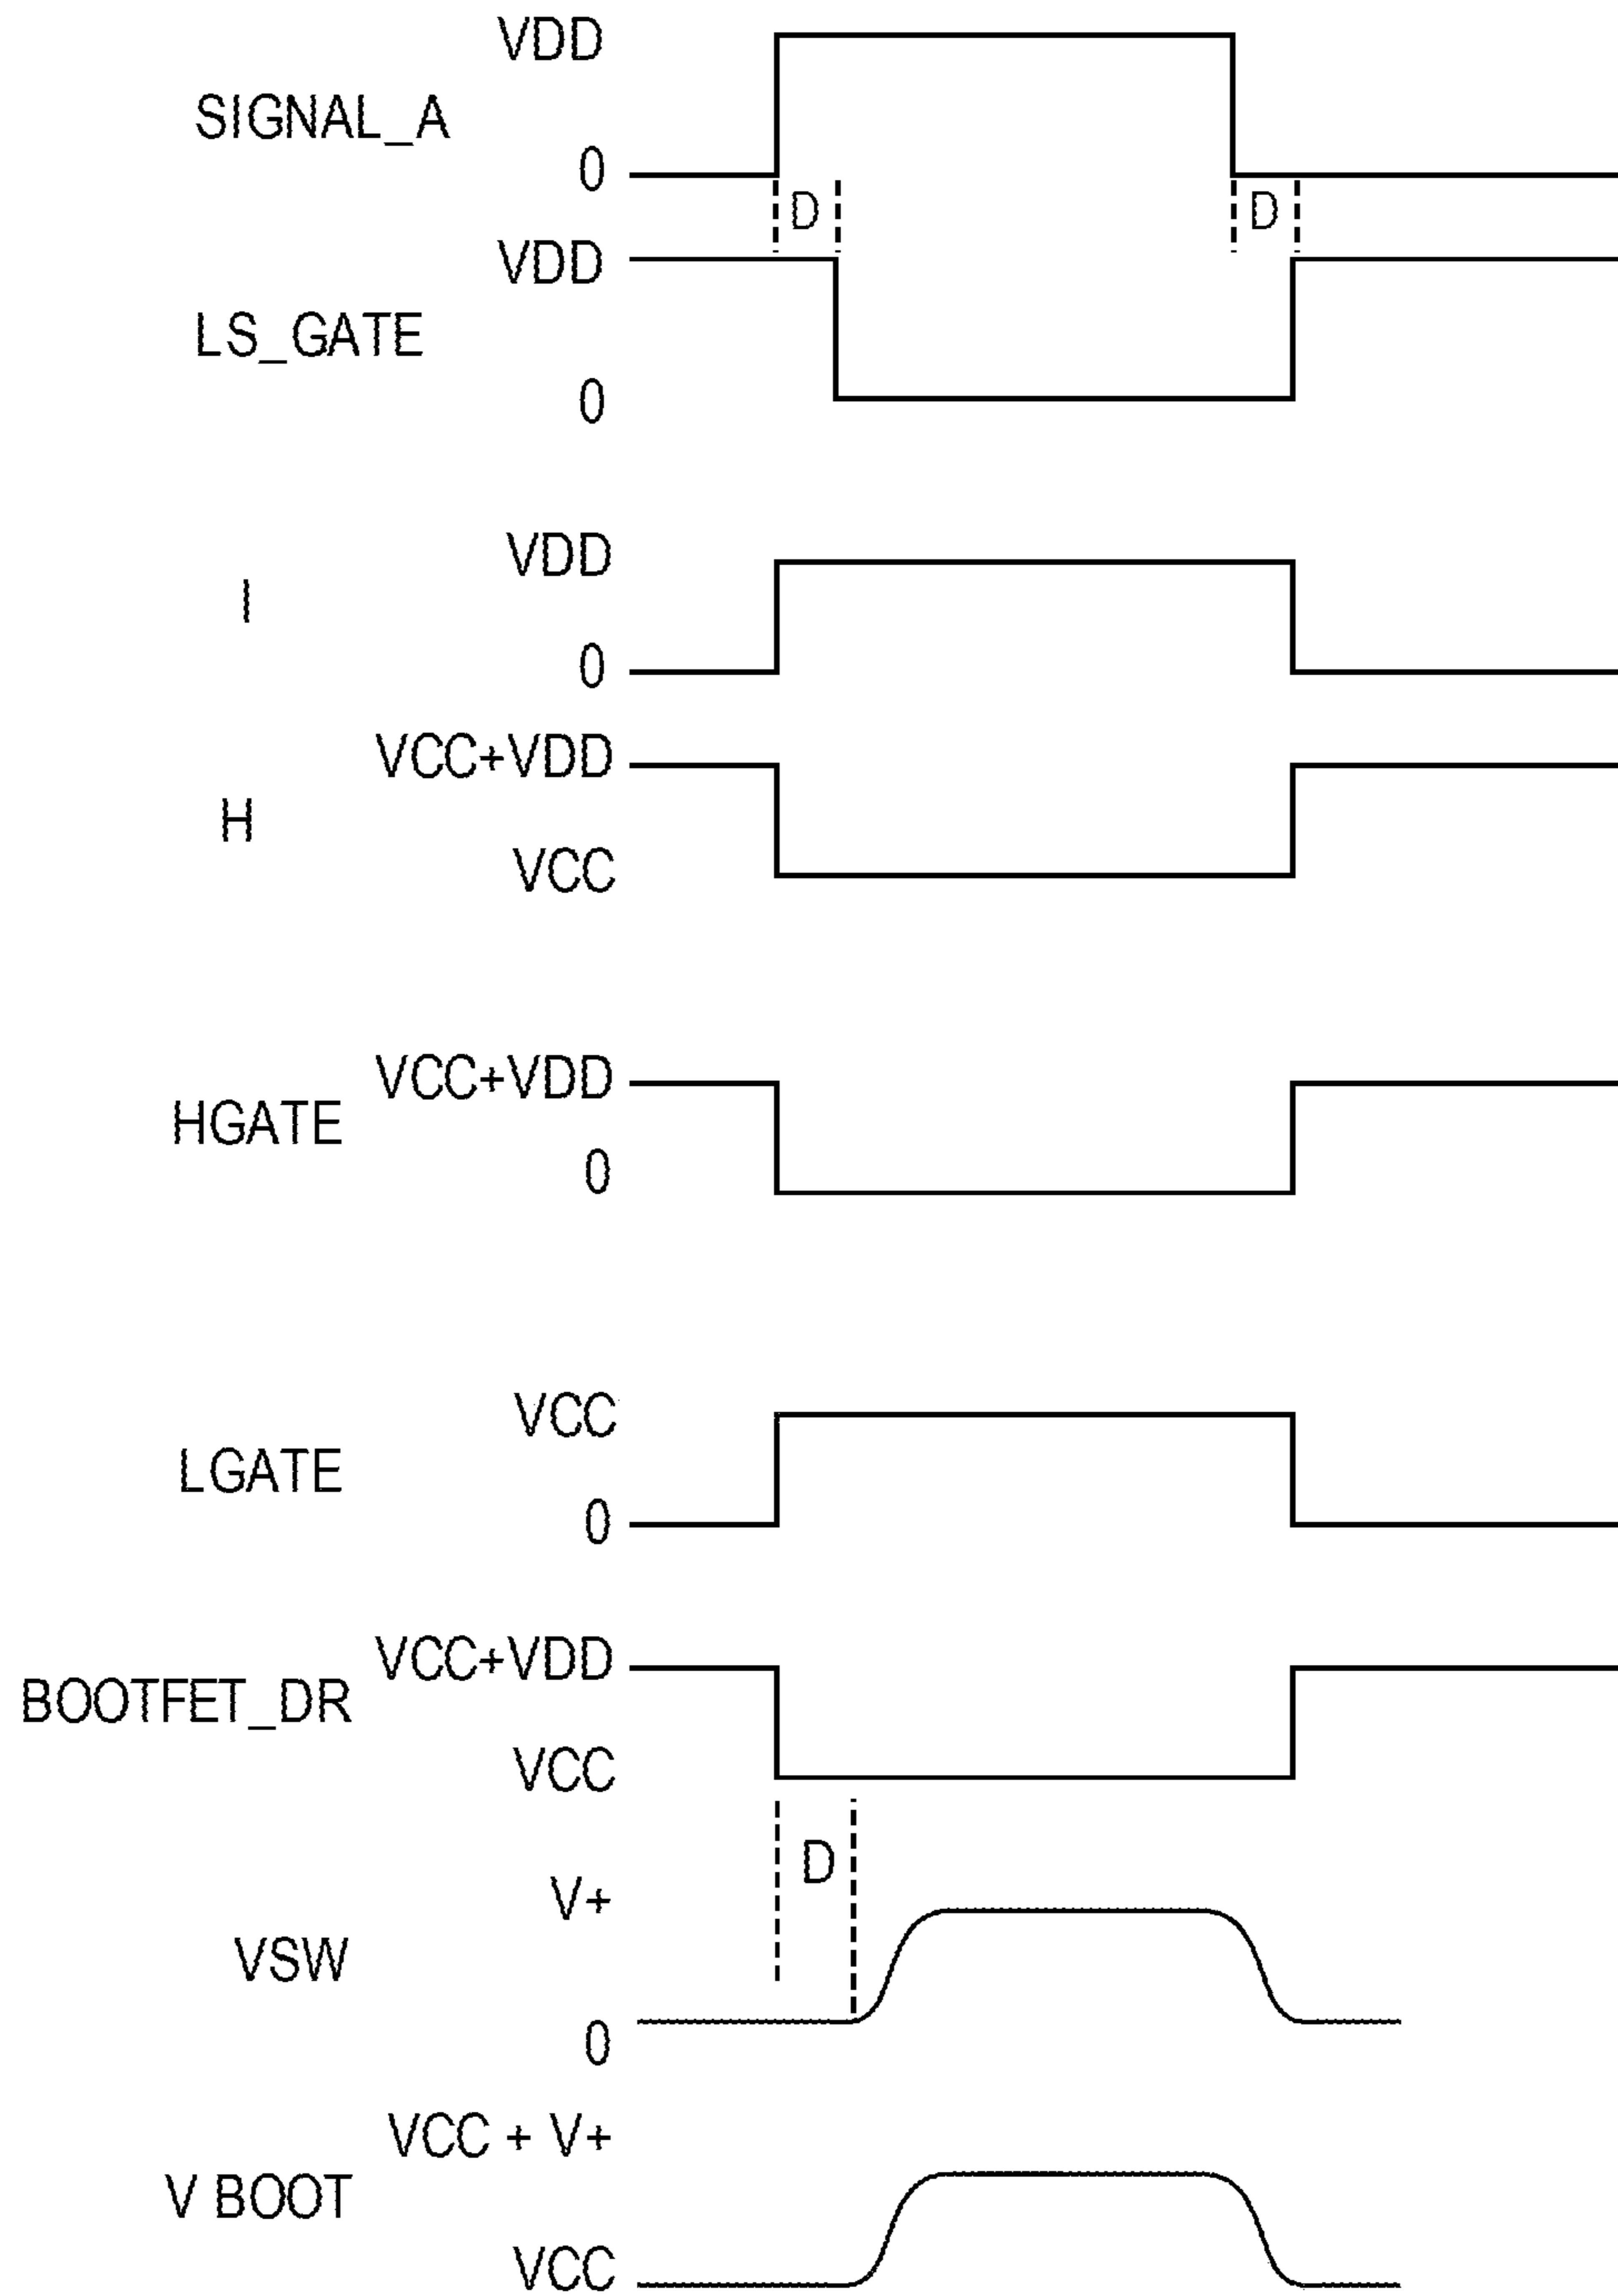 VDD
SIGNAL_A
0
D D
VDD
LS_GATE
0
VDD
I
0
VCC+VDD
H
VCC
VCC+VDD
HGATE
0
VCC
LGATE
0
VCC+VDD
BOOTFET_DR
VCC
D
V+
VSW
0
VCC + V+
V BOOT
VCC